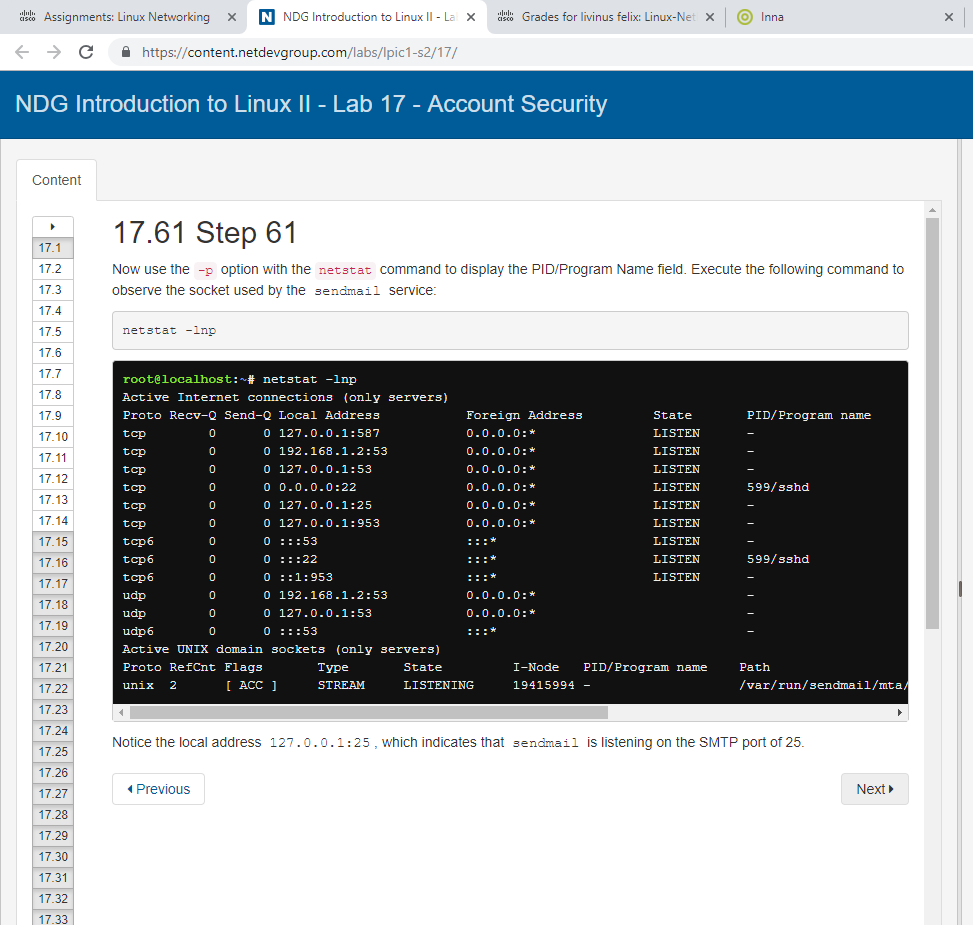 Assignments: Linux Networking
NDG Introduction to Linux II - La
Grades for livinus felix: Linux-Net
Inna
https://content.netdevgroup.com/labs/lpic1-s2/17/
NDG Introduction to Linux II - Lab 17 - Account Security
Content
17.1
17.2
17.3
17.4
17.5
17.6
17.7
17.8
17.9
17.10
17.11
17.12
17.13
17.14
17.15
17.16
17.17
17.18
17.19
17.20
17.21
17.22
17.23
17.24
17.25
17.26
17.27
17.28
17.29
17.30
17.31
17.32
17.33
17.61 Step 61
Now use the -p option with the netstat command to display the PID/Program Name field. Execute the following command to
observe the socket used by the sendmail service:
netstat -lnp
root@localhost:~# netstat -lnp
Active Internet connections (only servers)
Proto Recv-Q Send-Q Local Address Foreign Address State PID/Program name
tcp 0 0 127.0.0.1:587 0.0.0.0:* LISTEN -
tcp 0 0 192.168.1.2:53 0.0.0.0:* LISTEN -
tcp 0 0 127.0.0.1:53 0.0.0.0:* LISTEN -
tcp 0 0 0.0.0.0:22 0.0.0.0:* LISTEN 599/sshd
tcp 0 0 127.0.0.1:25 0.0.0.0:* LISTEN -
tcp 0 0 127.0.0.1:953 0.0.0.0:* LISTEN -
tcp6 0 0 :::53 :::* LISTEN -
tcp6 0 0 :::22 :::* LISTEN 599/sshd
tcp6 0 0 ::1:953 :::* LISTEN -
udp 0 0 192.168.1.2:53 0.0.0.0:* -
udp 0 0 127.0.0.1:53 0.0.0.0:* -
udp6 0 0 :::53 :::* -
Active UNIX domain sockets (only servers)
Proto RefCnt Flags Type State I-Node PID/Program name Path
unix 2 [ ACC ] STREAM LISTENING 19415994 - /var/run/sendmail/mta/
Notice the local address 127.0.0.1:25, which indicates that sendmail is listening on the SMTP port of 25.
Previous
Next